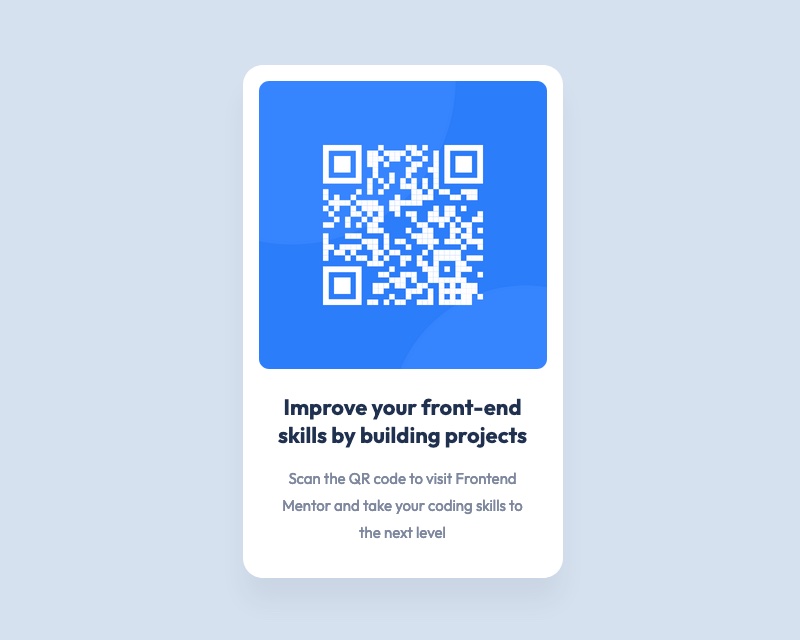 Improve your front-end
skills by building projects
Scan the QR code to visit Frontend
Mentor and take your coding skills to
the next level